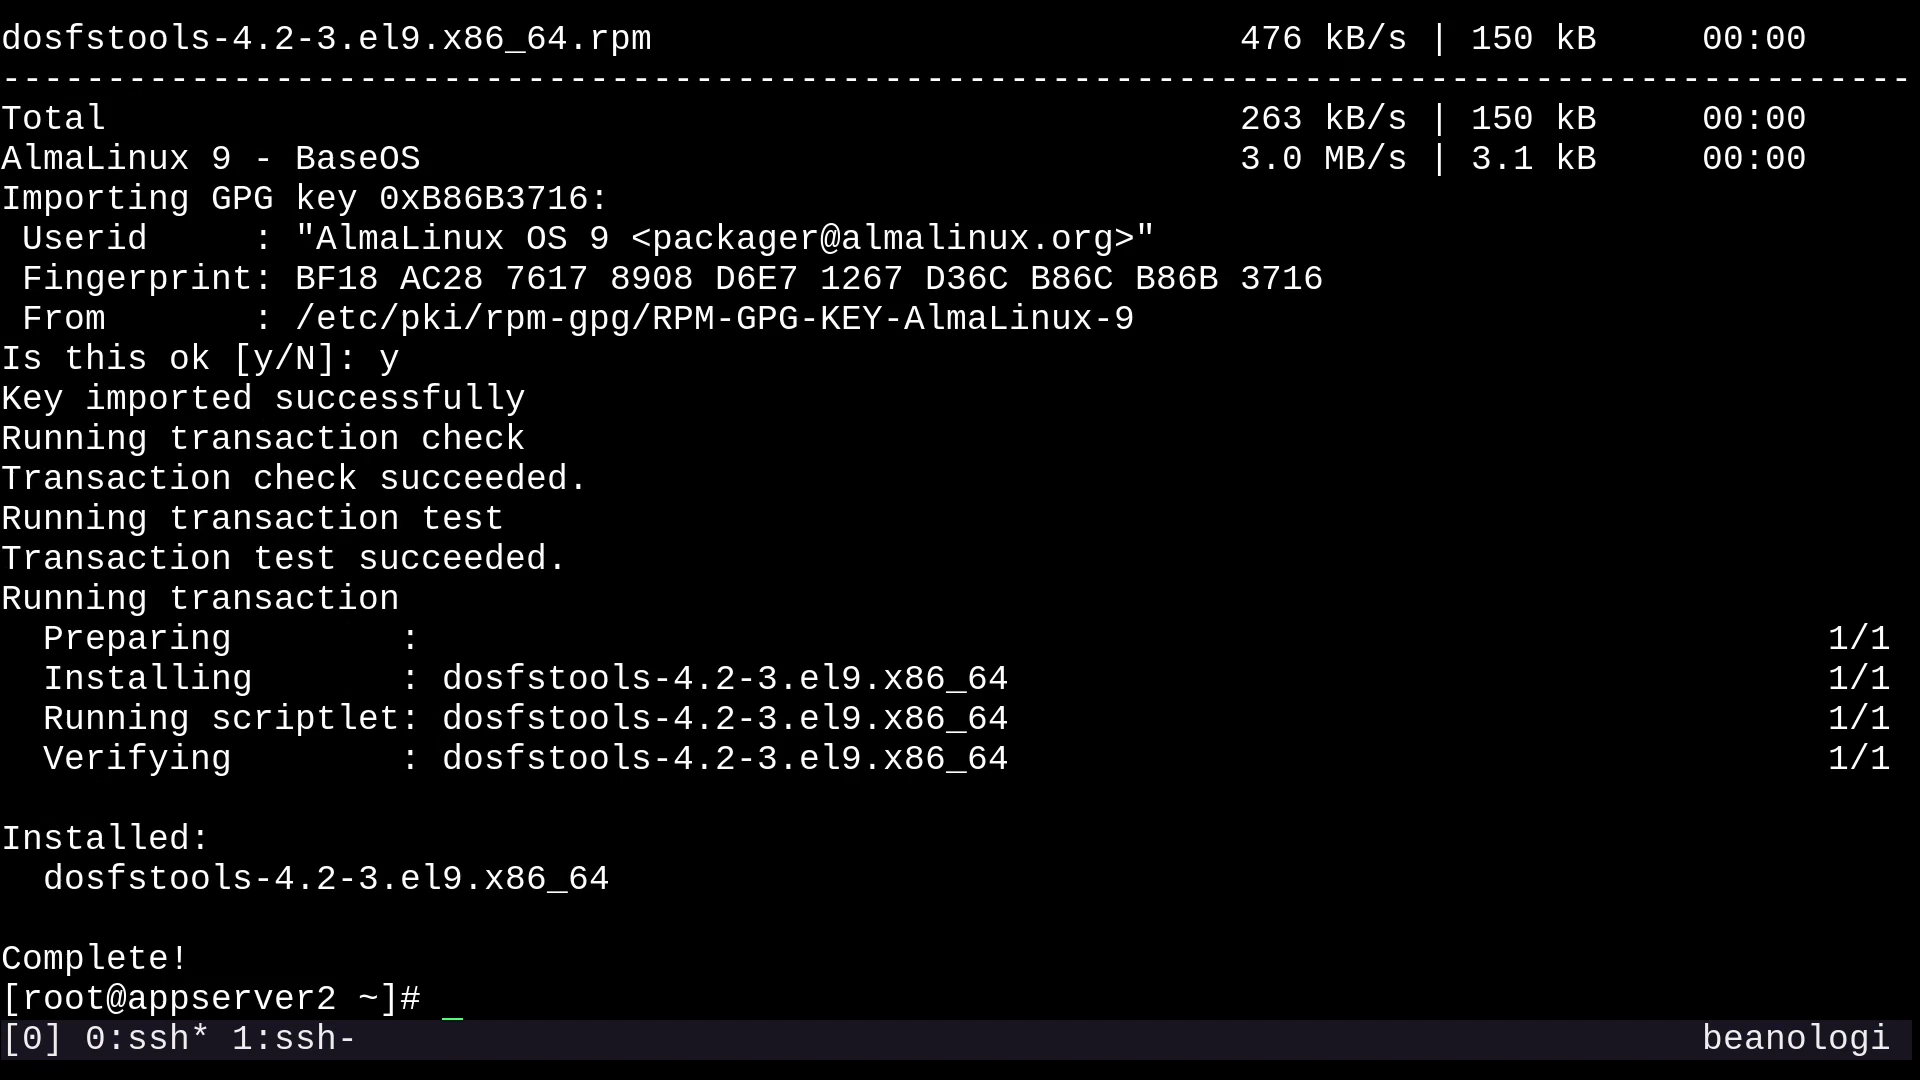 dosfstools-4.2-3.el9.x86_64.rpm                            476 kB/s | 150 kB     00:00
-------------------------------------------------------------------------------------------
Total                                                      263 kB/s | 150 kB     00:00
AlmaLinux 9 - BaseOS                                       3.0 MB/s | 3.1 kB     00:00
Importing GPG key 0xB86B3716:
 Userid     : "AlmaLinux OS 9 <packager@almalinux.org>"
 Fingerprint: BF18 AC28 7617 8908 D6E7 1267 D36C B86C B86B 3716
 From       : /etc/pki/rpm-gpg/RPM-GPG-KEY-AlmaLinux-9
Is this ok [y/N]: y
Key imported successfully
Running transaction check
Transaction check succeeded.
Running transaction test
Transaction test succeeded.
Running transaction
  Preparing        :                                                                   1/1
  Installing       : dosfstools-4.2-3.el9.x86_64                                       1/1
  Running scriptlet: dosfstools-4.2-3.el9.x86_64                                       1/1
  Verifying        : dosfstools-4.2-3.el9.x86_64                                       1/1

Installed:
  dosfstools-4.2-3.el9.x86_64

Complete!
[root@appserver2 ~]# _
[0] 0:ssh* 1:ssh-                                                                beanologi